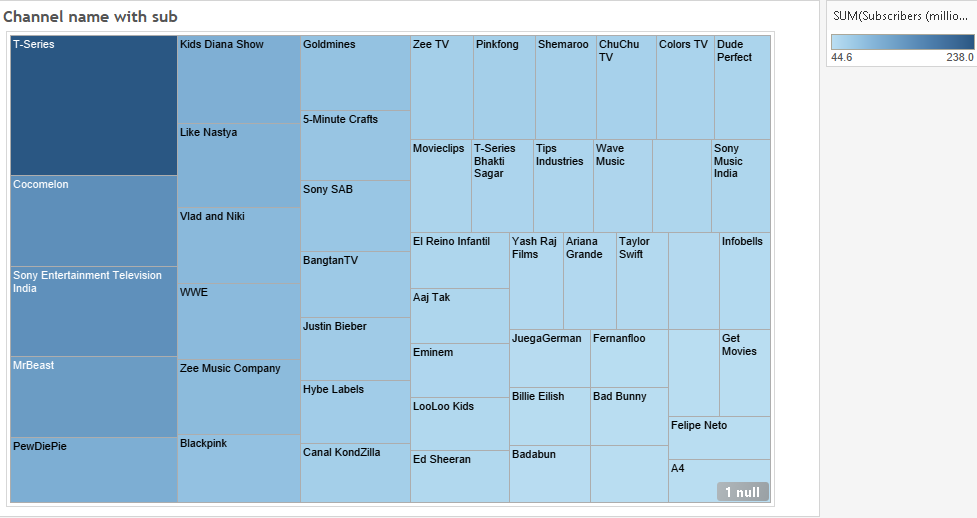 Channel name with sub
T-Series
Cocomelon
Sony Entertainment Television
India
MrBeast
PewDiePie
Kids Diana Show
Like Nastya
Vlad and Niki
WWE
Zee Music Company
Blackpink
Goldmines
5-Minute Crafts
Sony SAB
BangtanTV
Justin Bieber
Hybe Labels
Canal KondZilla
Zee TV
Pinkfong
Shemaroo
ChuChu
TV
Colors TV
Dude
Perfect
Movieclips
T-Series
Bhakti
Sagar
Tips
Industries
Wave
Music
Sony
Music
India
El Reino Infantil
Aaj Tak
Eminem
LooLoo Kids
Ed Sheeran
Yash Raj
Films
Ariana
Grande
Taylor
Swift
Infobells
JuegaGerman
Fernanfloo
Get
Movies
Billie Eilish
Bad Bunny
Badabun
Felipe Neto
A4
1 null
SUM(Subscribers (millio...
44.6 238.0